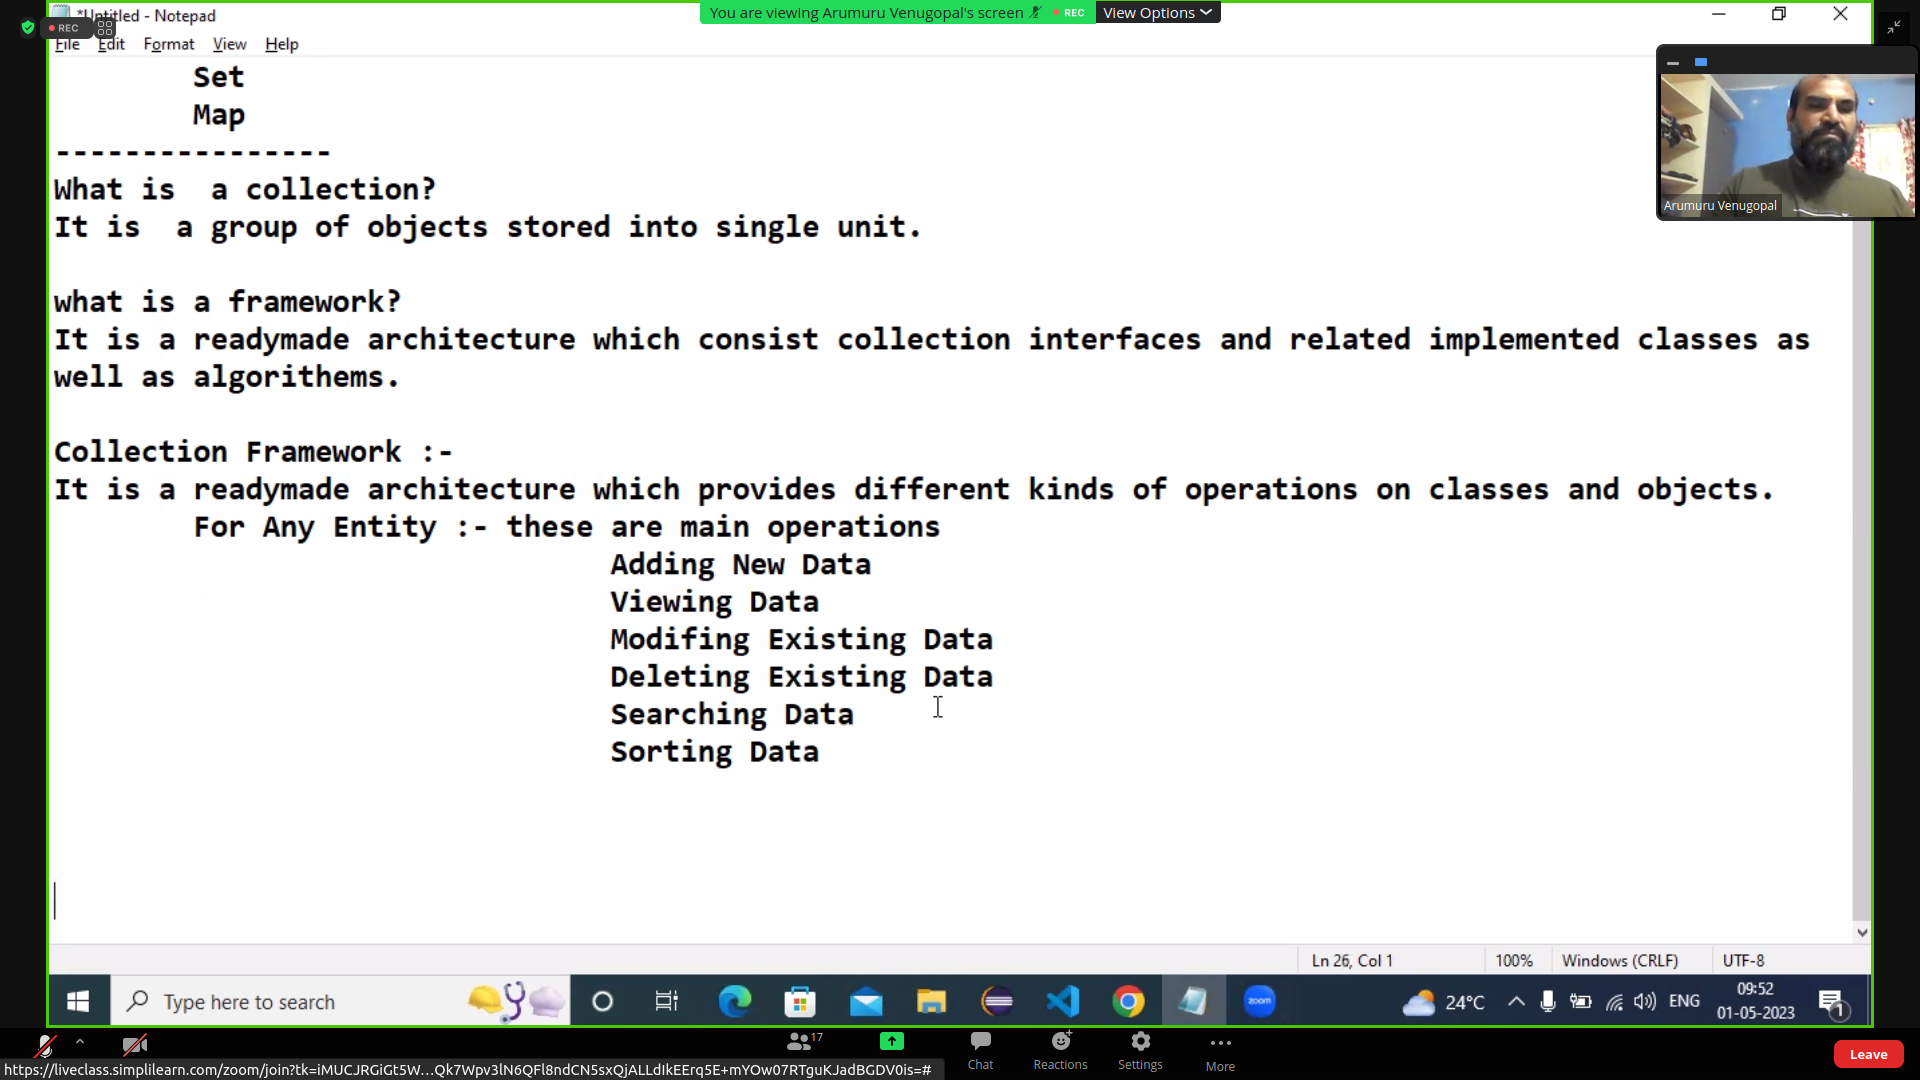 *Untitled - Notepad
You are viewing Arumuru Venugopal's screen
REC
View Options
REC
File Edit Format View Help
Set
Map
----------------
What is  a collection?
It is  a group of objects stored into single unit.
what is a framework?
It is a readymade architecture which consist collection interfaces and related implemented classes as
well as algorithems.
Collection Framework :-
It is a readymade architecture which provides different kinds of operations on classes and objects.
For Any Entity :- these are main operations
Adding New Data
Viewing Data
Modifing Existing Data
Deleting Existing Data
Searching Data
Sorting Data
Arumuru Venugopal
Ln 26, Col 1
100%
Windows (CRLF)
UTF-8
Type here to search
zoom
24°C
ENG
09:52
01-05-2023
1
17
Chat
Reactions
Settings
More
Leave
https://liveclass.simplilearn.com/zoom/join?tk=iMUCJRGiGt5W…Qk7Wpv3lN6QFl8ndCN5sxQjALLdIkEErq5E+mYOw07RTguKJadBGDV0is=#